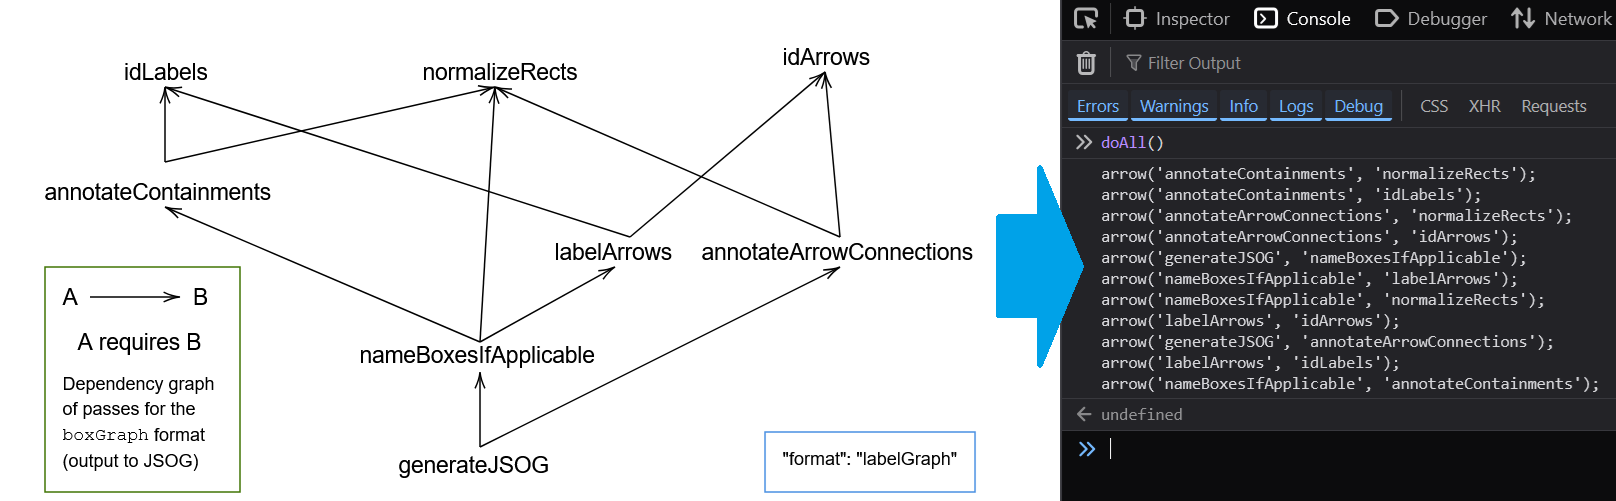 idLabels
normalizeRects
idArrows
annotateContainments
labelArrows
annotateArrowConnections
A
B
A requires B
Dependency graph
of passes for the
boxGraph format
(output to JSOG)
nameBoxesIfApplicable
generateJSOG
"format": "labelGraph"
Inspector
Console
Debugger
Network
Filter Output
Errors
Warnings
Info
Logs
Debug
CSS
XHR
Requests
doAll()
arrow('annotateContainments', 'normalizeRects');
arrow('annotateContainments', 'idLabels');
arrow('annotateArrowConnections', 'normalizeRects');
arrow('annotateArrowConnections', 'idArrows');
arrow('generateJSOG', 'nameBoxesIfApplicable');
arrow('nameBoxesIfApplicable', 'labelArrows');
arrow('nameBoxesIfApplicable', 'normalizeRects');
arrow('labelArrows', 'idArrows');
arrow('generateJSOG', 'annotateArrowConnections');
arrow('labelArrows', 'idLabels');
arrow('nameBoxesIfApplicable', 'annotateContainments');
undefined